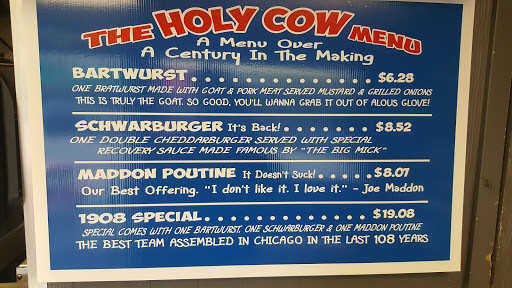 THE HOLY COW MENU
A Menu Over
A Century In The Making
BARTWURST . . . . . . . . . . . . . . . . $6.28
ONE BRATWURST MADE WITH GOAT & PORK MEAT SERVED MUSTARD & GRILLED ONIONS
THIS IS TRULY THE GOAT. SO GOOD, YOU'LL WANNA GRAB IT OUT OF ALOUS GLOVE!
SCHWARBURGER It's Back! . . . . . . . $8.52
ONE DOUBLE CHEDDARBURGER SERVED WITH SPECIAL
RECOVERY SAUCE MADE FAMOUS BY "THE BIG MICK"
MADDON POUTINE It Doesn't Suck! . . . . . $8.07
Our Best Offering. "I don't like it. I love it." - Joe Maddon
1908 SPECIAL . . . . . . . . . . . . . . $19.08
SPECIAL COMES WITH ONE BARTWURST ONE SCHWARBURGER & ONE MADDON POUTINE
THE BEST TEAM ASSEMBLED IN CHICAGO IN THE LAST 108 YEARS